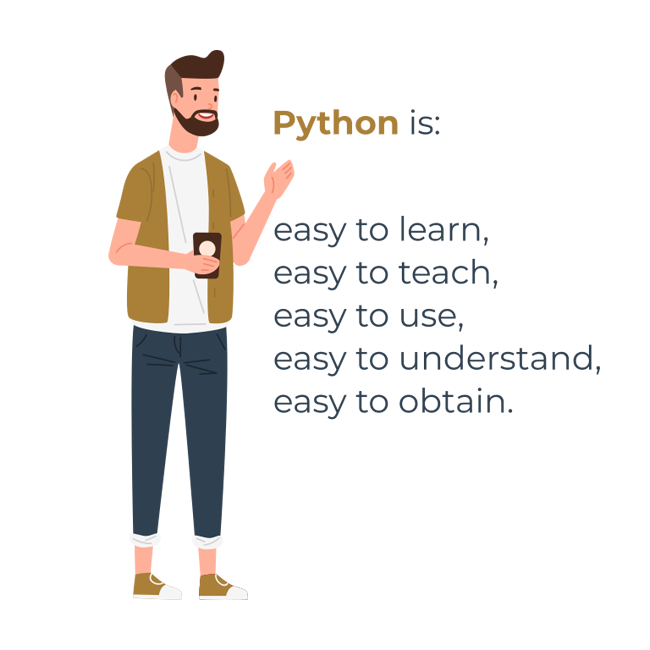 Python is:
easy to learn,
easy to teach,
easy to use,
easy to understand,
easy to obtain.